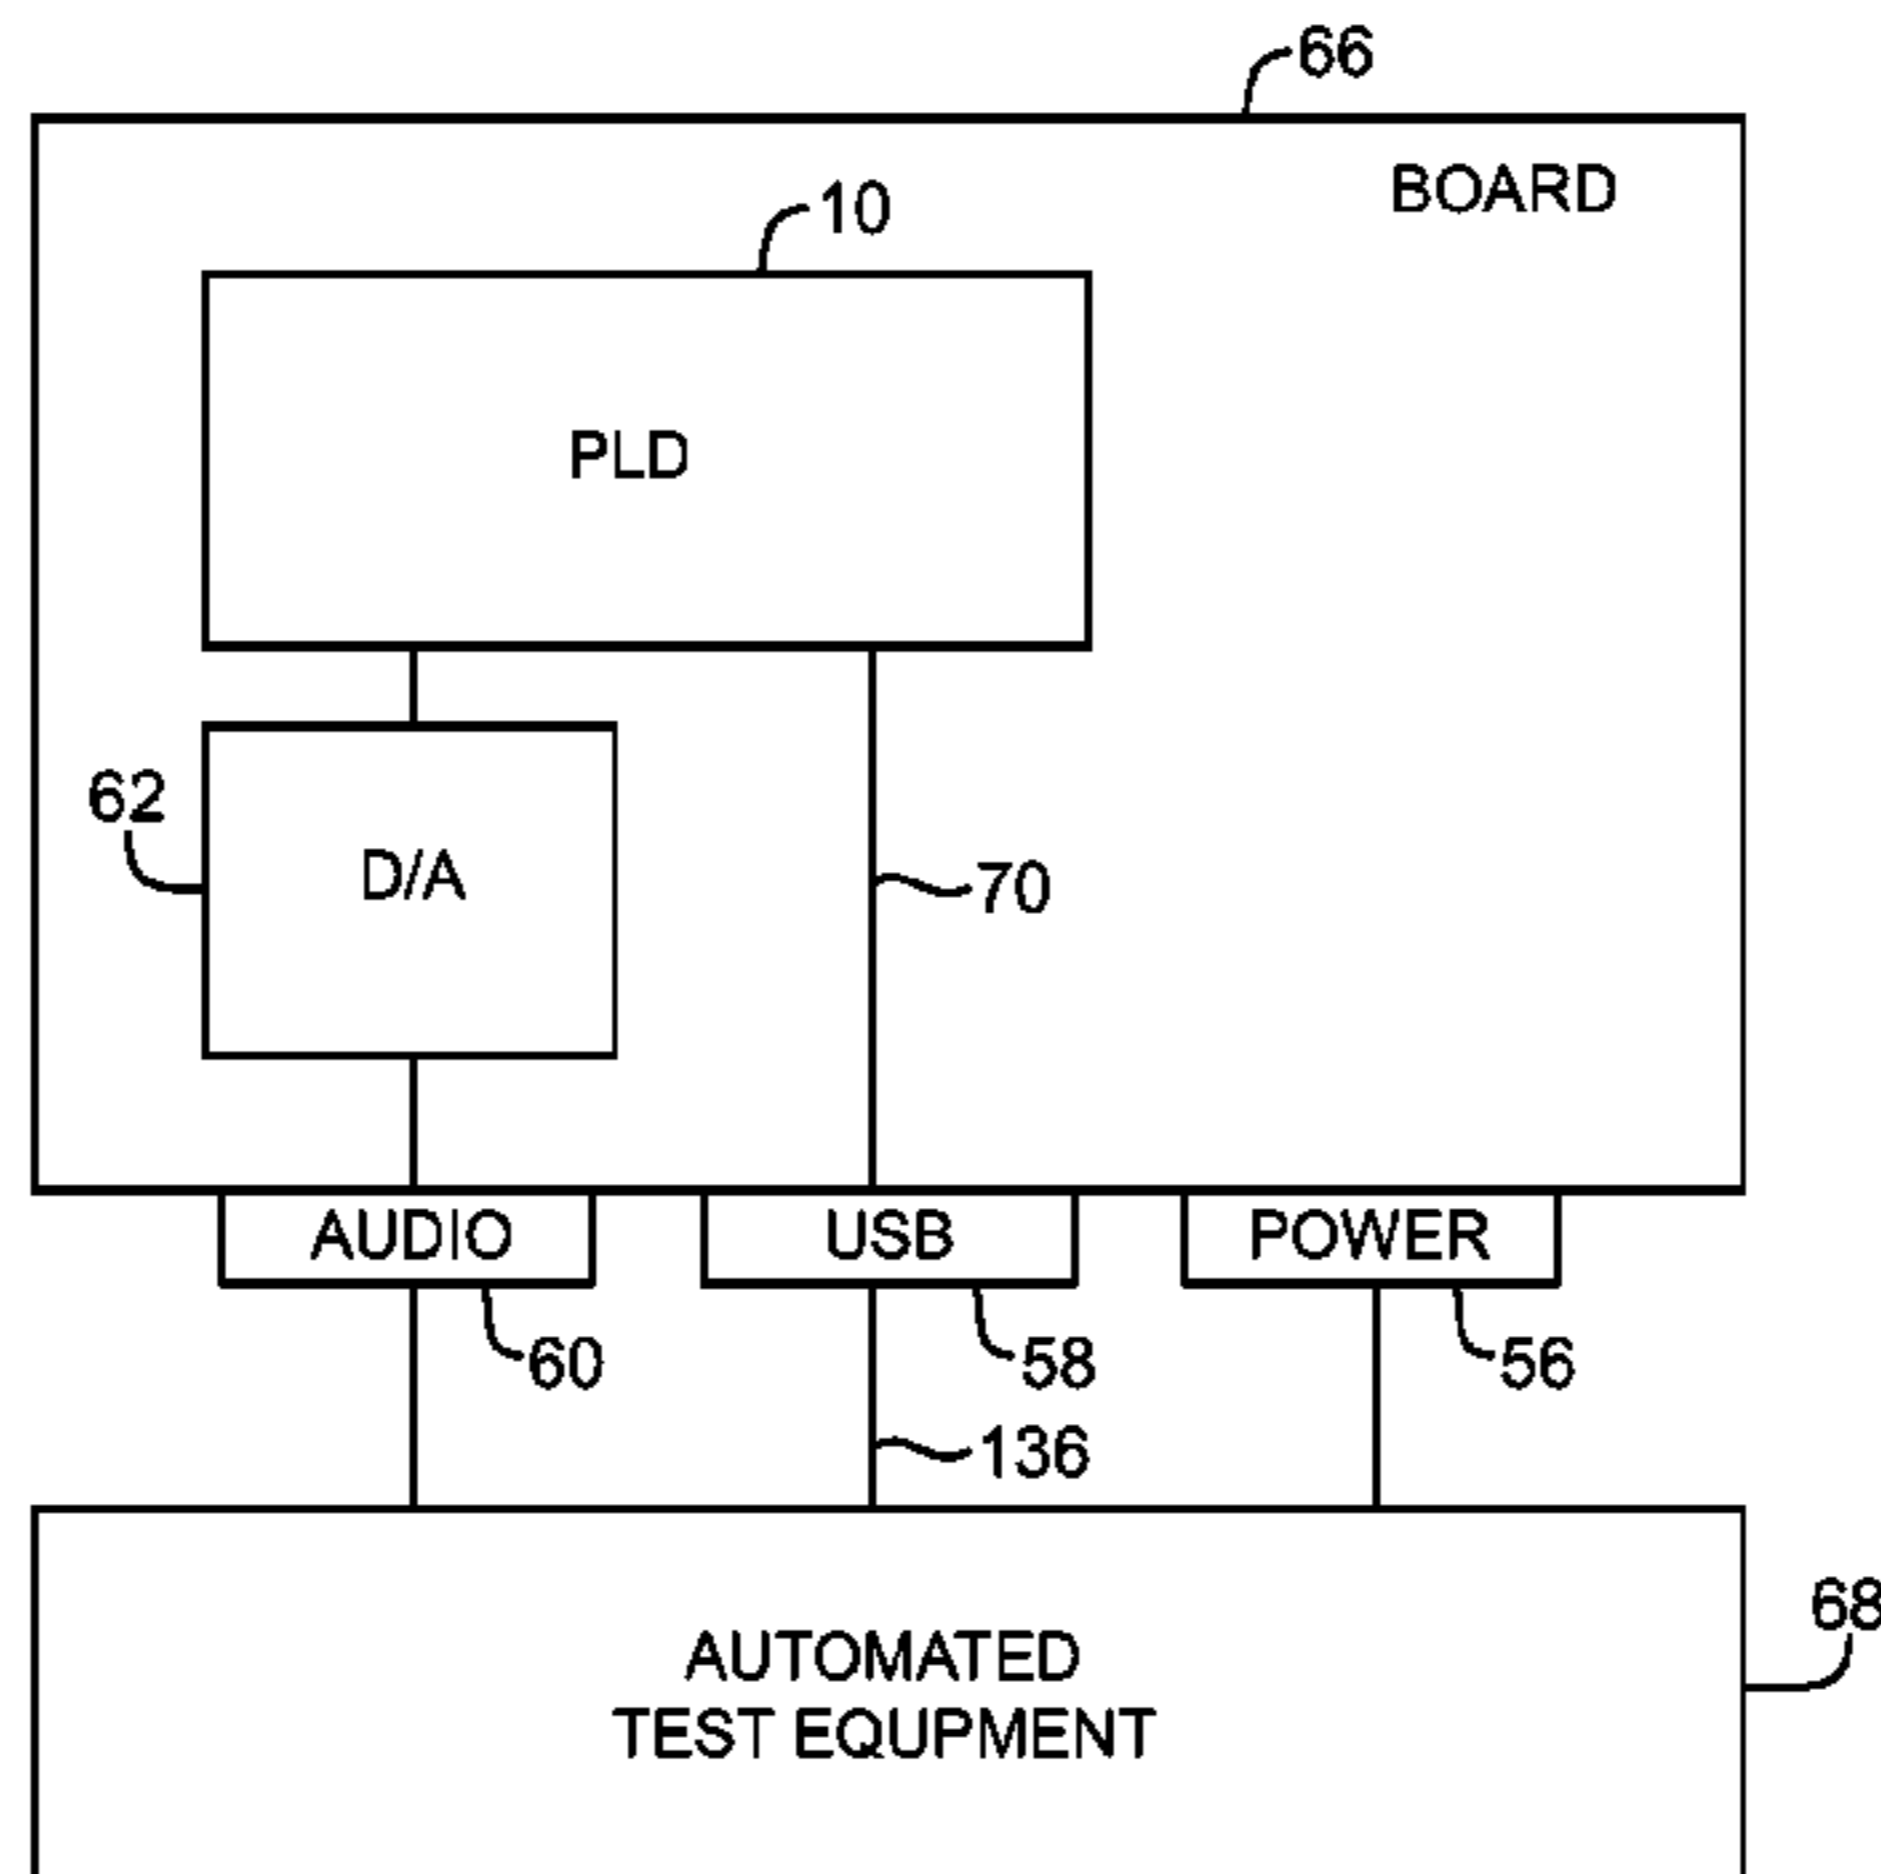 66
BOARD
10
PLD
62
D/A
70
AUDIO
USB
POWER
60
58
56
136
68
AUTOMATED
TEST EQUPMENT